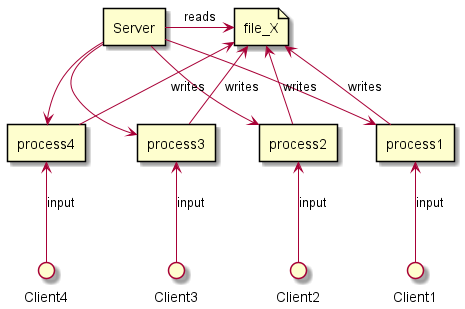 Server
reads
file_X
writes
writes
writes
writes
process4
process3
process2
process1
input
input
input
input
Client4
Client3
Client2
Client1